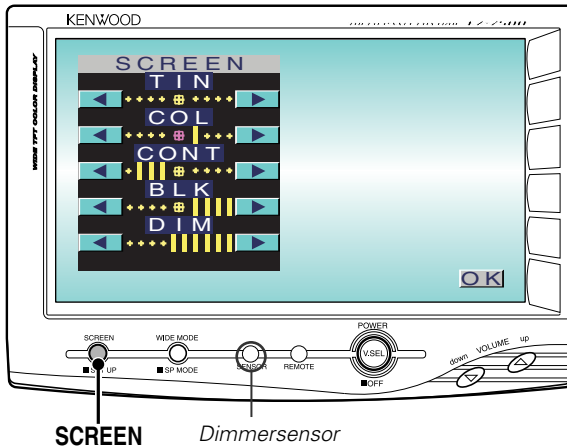 KENWOOD
WIDE TFT COLOR DISPLAY
SCREEN
TIN
COL
CONT
BLK
DIM
OK
SCREEN
WIDE MODE
POWER
V.SEL
down VOLUME up
UP
SP MODE
SENSOR
REMOTE
OFF
SCREEN
Dimmersensor